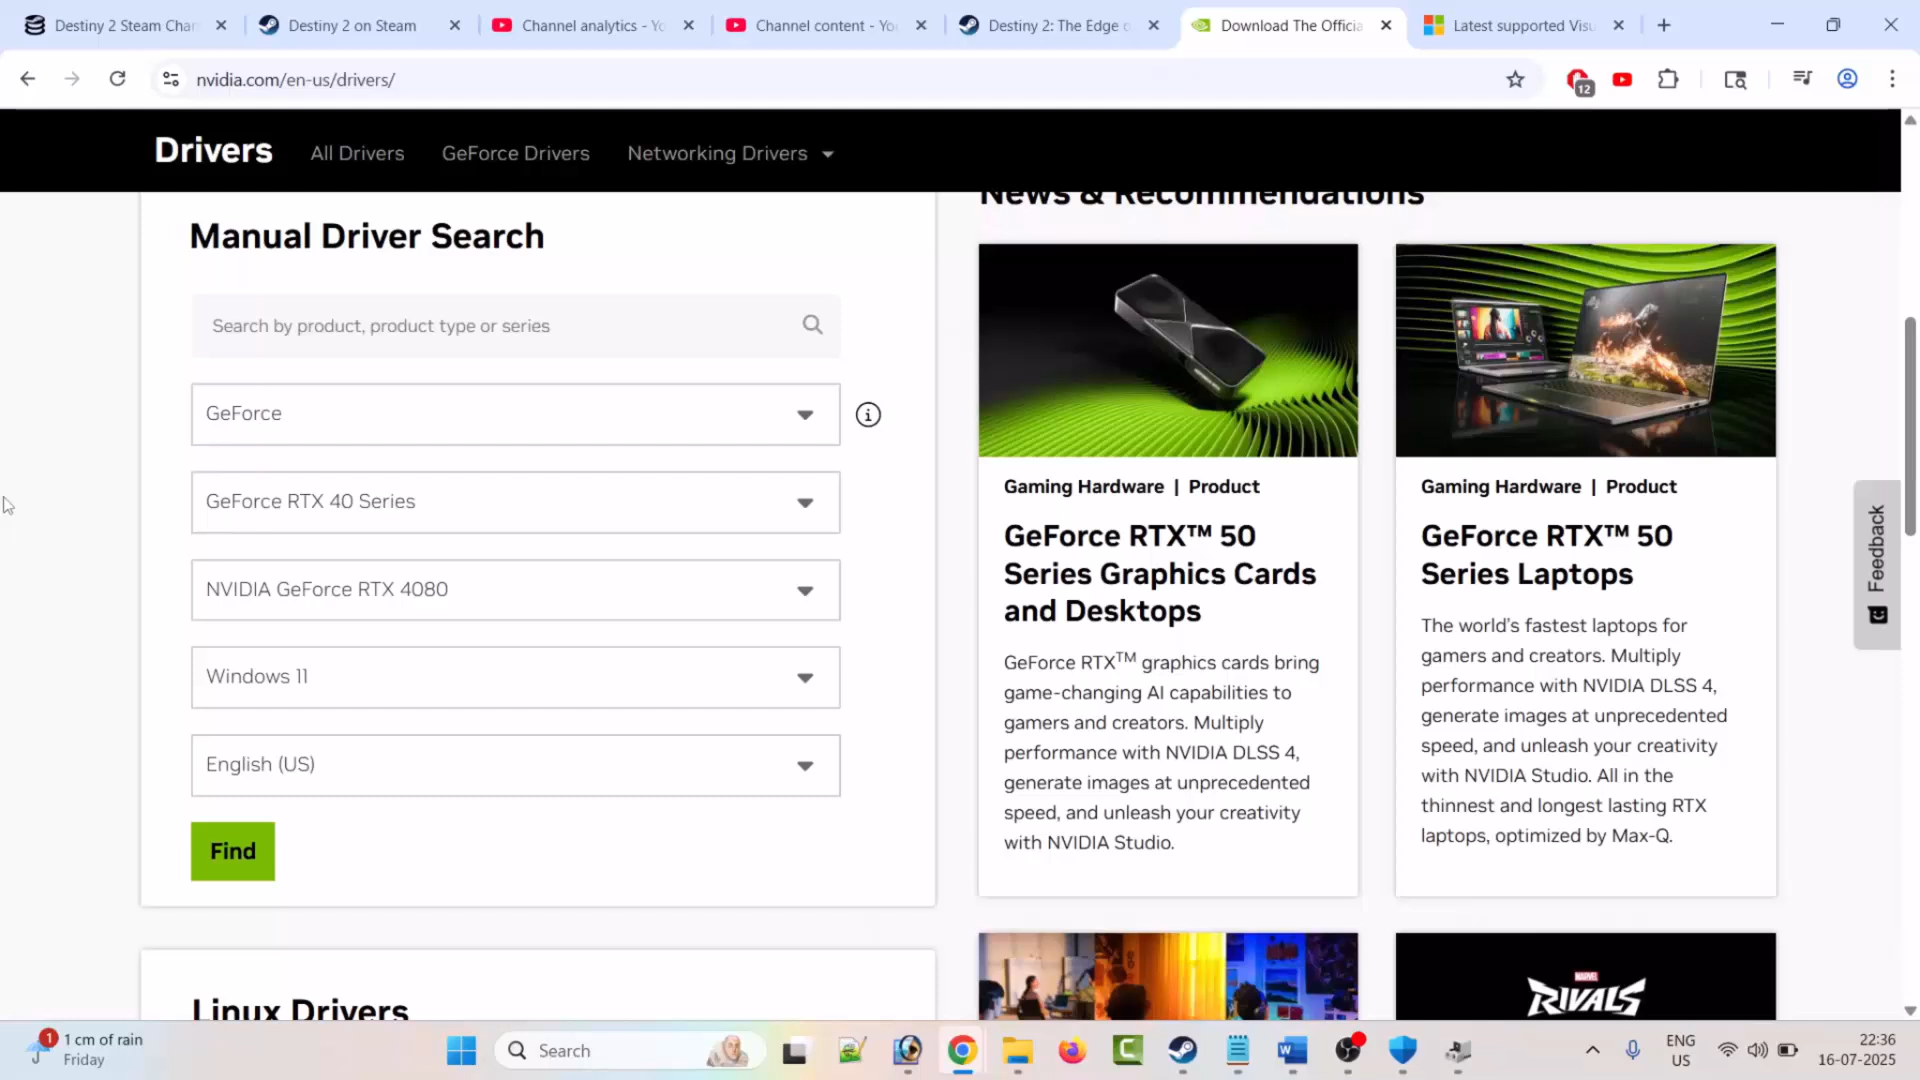 Destiny 2 Steam Char
Destiny 2 on Steam
Channel analytics - Yo
Channel content - You
Destiny 2: The Edge o
Download The Officia
Latest supported Visu
nvidia.com/en-us/drivers/
12
Drivers
All Drivers
GeForce Drivers
Networking Drivers
News & Recommendations
Manual Driver Search
Search by product, product type or series
GeForce
GeForce RTX 40 Series
NVIDIA GeForce RTX 4080
Windows 11
English (US)
Find
Linux Drivers
Gaming Hardware | Product
GeForce RTX™ 50
Series Graphics Cards
and Desktops
GeForce RTX™ graphics cards bring
game-changing AI capabilities to
gamers and creators. Multiply
performance with NVIDIA DLSS 4,
generate images at unprecedented
speed, and unleash your creativity
with NVIDIA Studio.
Gaming Hardware | Product
GeForce RTX™ 50
Series Laptops
The world's fastest laptops for
gamers and creators. Multiply
performance with NVIDIA DLSS 4,
generate images at unprecedented
speed, and unleash your creativity
with NVIDIA Studio. All in the
thinnest and longest lasting RTX
laptops, optimized by Max-Q.
MARVEL
RIVALS
Feedback
1
1 cm of rain
Friday
Search
ENG
US
22:36
16-07-2025